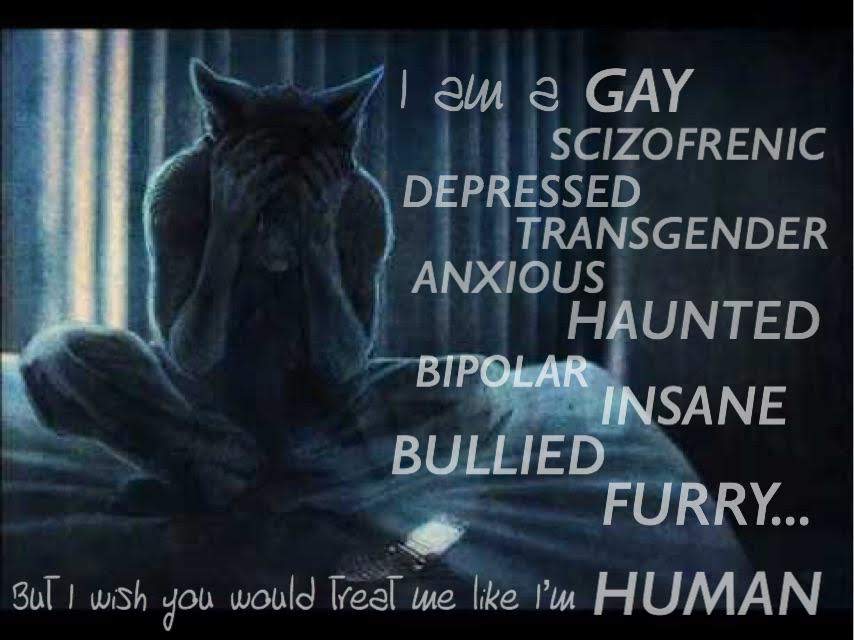 I am a GAY
SCIZOFRENIC
DEPRESSED
TRANSGENDER
ANXIOUS
HAUNTED
BIPOLAR
INSANE
BULLIED
FURRY...
But I wish you would treat me like I'm HUMAN